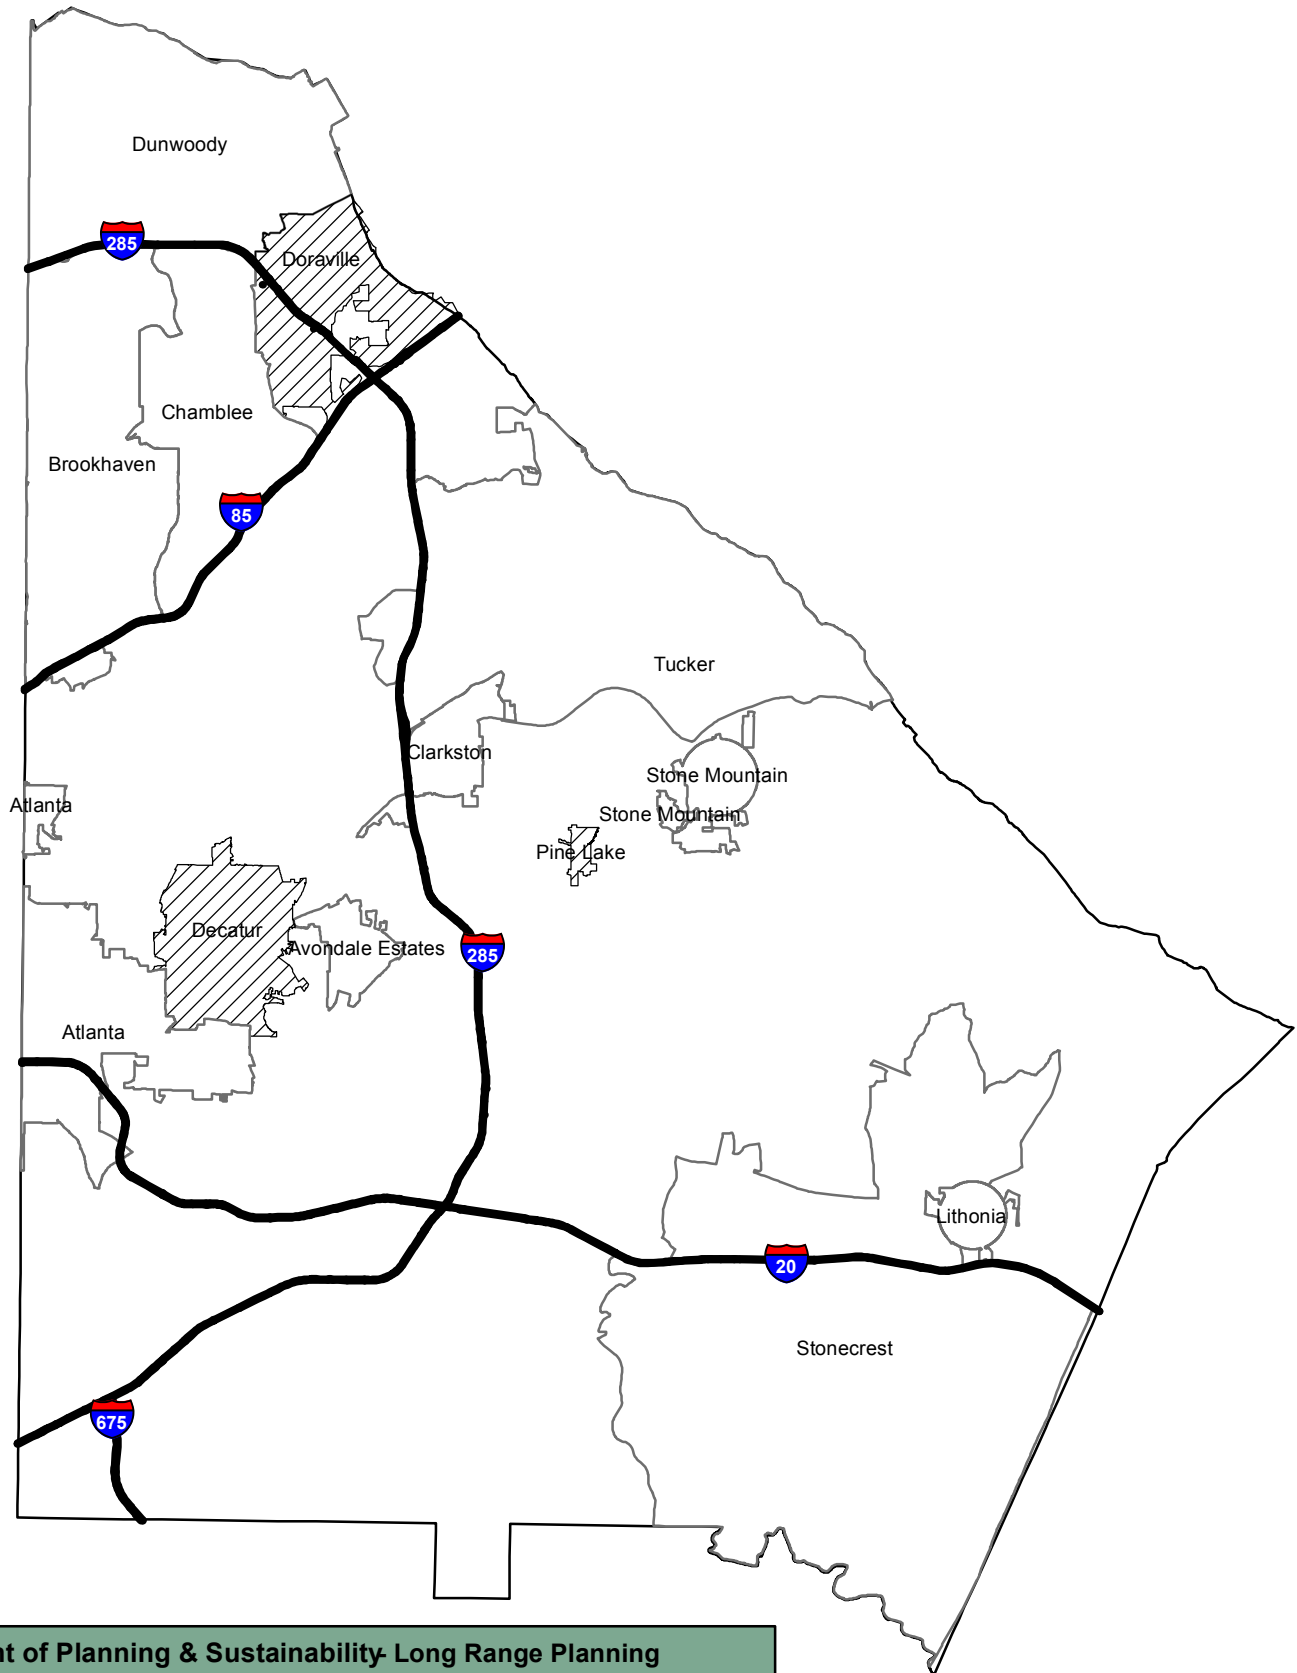 Dunwoody
285
Doraville
Chamblee
Brookhaven
85
Tucker
Clarkston
Stone Mountain
Atlanta
Stone Mountain
Pine Lake
Decatur
Avondale Estates
285
Atlanta
Lithonia
20
Stonecrest
675
nt of Planning & Sustainability- Long Range Planning